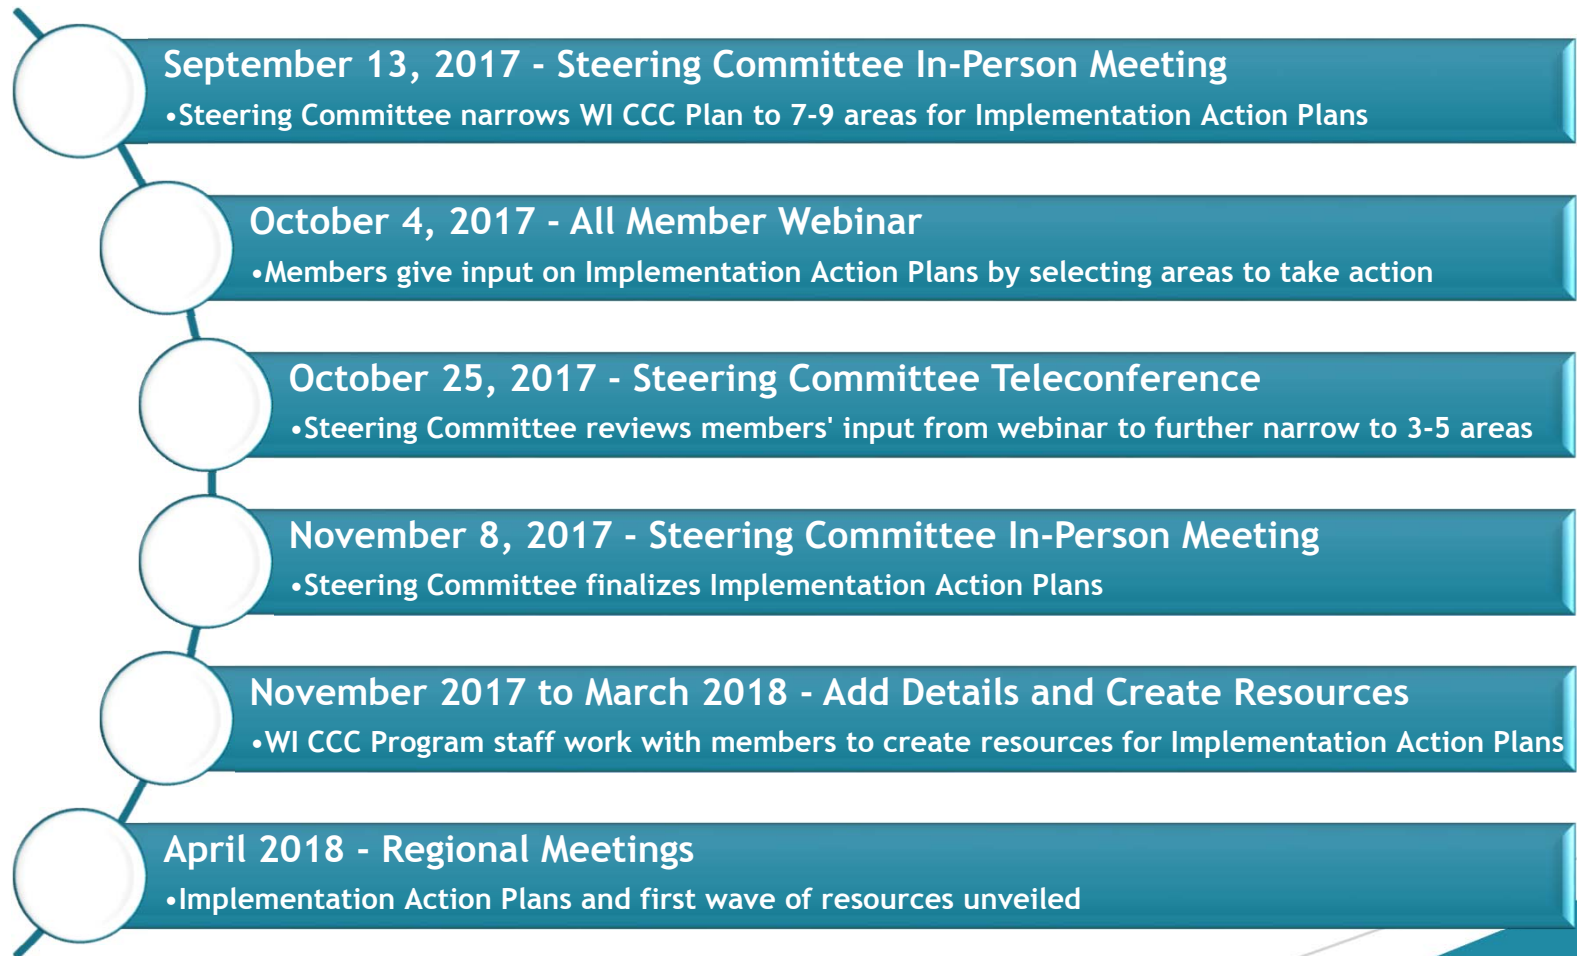 September 13, 2017 - Steering Committee In-Person Meeting
•Steering Committee narrows WI CCC Plan to 7-9 areas for Implementation Action Plans
October 4, 2017 - All Member Webinar
•Members give input on Implementation Action Plans by selecting areas to take action
October 25, 2017 - Steering Committee Teleconference
•Steering Committee reviews members' input from webinar to further narrow to 3-5 areas
November 8, 2017 - Steering Committee In-Person Meeting
•Steering Committee finalizes Implementation Action Plans
November 2017 to March 2018 - Add Details and Create Resources
•WI CCC Program staff work with members to create resources for Implementation Action Plans
April 2018 - Regional Meetings
•Implementation Action Plans and first wave of resources unveiled